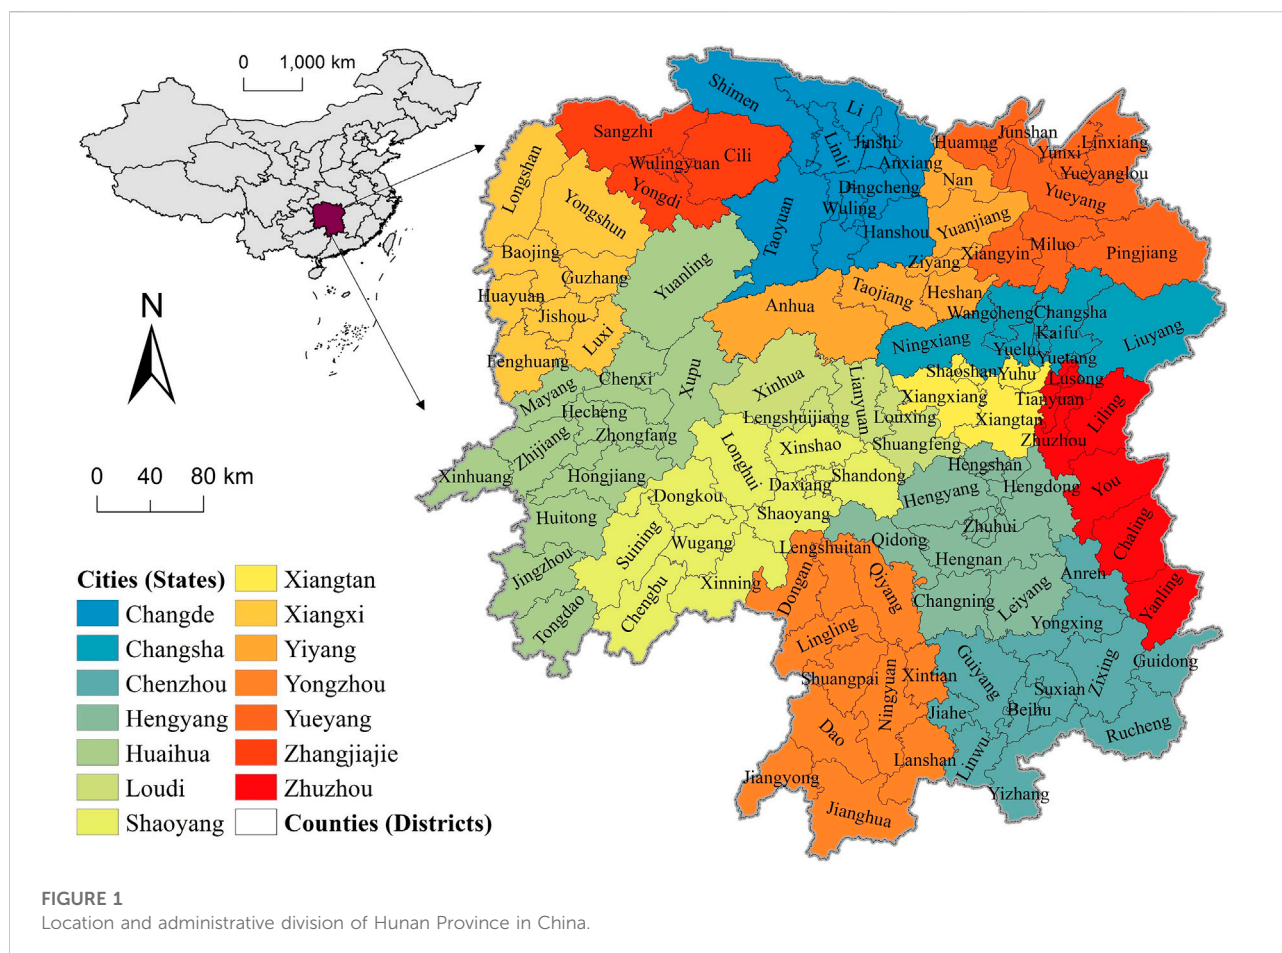 0 1,000 km
N
0 40 80 km
Cities (States)
Changde
Changsha
Chenzhou
Hengyang
Huaihua
Loudi
Shaoyang
Xiangtan
Xiangxi
Yiyang
Yongzhou
Yueyang
Zhangjiajie
Zhuzhou
Counties (Districts)
Shimen
Li
Linli
Jinshi
Anxiang
Dingcheng
Wuling
Hanshou
Taoyuan
Sangzhi
Wulingyuan
Cili
Yongdi
Longshan
Yongshun
Baojing
Guzhang
Huayuan
Jishou
Luxi
Fenghuang
Huamng
Junshan
Yunxi
Linxiang
Yueyanglou
Yueyang
Nan
Yuanjiang
Ziyang
Xiangyin
Miluo
Pingjiang
Anhua
Taojiang
Heshan
Wangcheng
Changsha
Kaifu
Ningxiang
Yuelu
Yuetang
Liuyang
Shaoshan
Yuhu
Lusong
Xiangxiang
Tianyuan
Xiangtan
Zhuzhou
Liling
You
Chaling
Yanling
Yuanling
Chenxi
Xupu
Mayang
Hecheng
Zhijiang
Zhongfang
Xinhuang
Hongjiang
Huitong
Jingzhou
Tongdao
Xinhua
Lianyuan
Lengshuijiang
Louxing
Shuangfeng
Longhui
Xinshao
Daxiang
Shandong
Dongkou
Shaoyang
Suining
Wugang
Xinning
Chengbu
Hengshan
Hengyang
Hengdong
Zhuhui
Qidong
Hengnan
Changning
Leiyang
Lengshuitan
Dongan
Qiyang
Lingling
Shuangpai
Ningyuan
Xintian
Dao
Lanshan
Jiangyong
Jianghua
Anren
Yongxing
Guiyang
Zixing
Guidong
Suxian
Beihu
Jiahe
Rucheng
Linwu
Yizhang
FIGURE 1
Location and administrative division of Hunan Province in China.